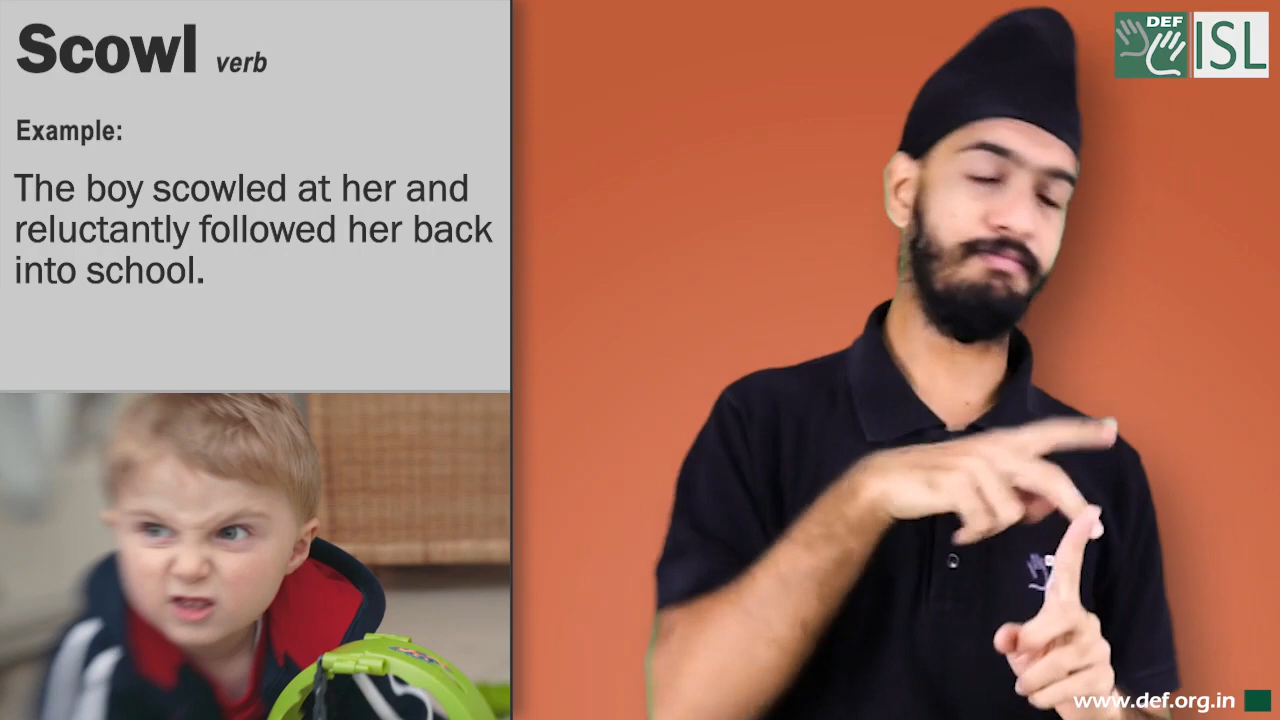 Scowl verb
Example:
The boy scowled at her and
reluctantly followed her back
into school.
DEF
ISL
www.def.org.in